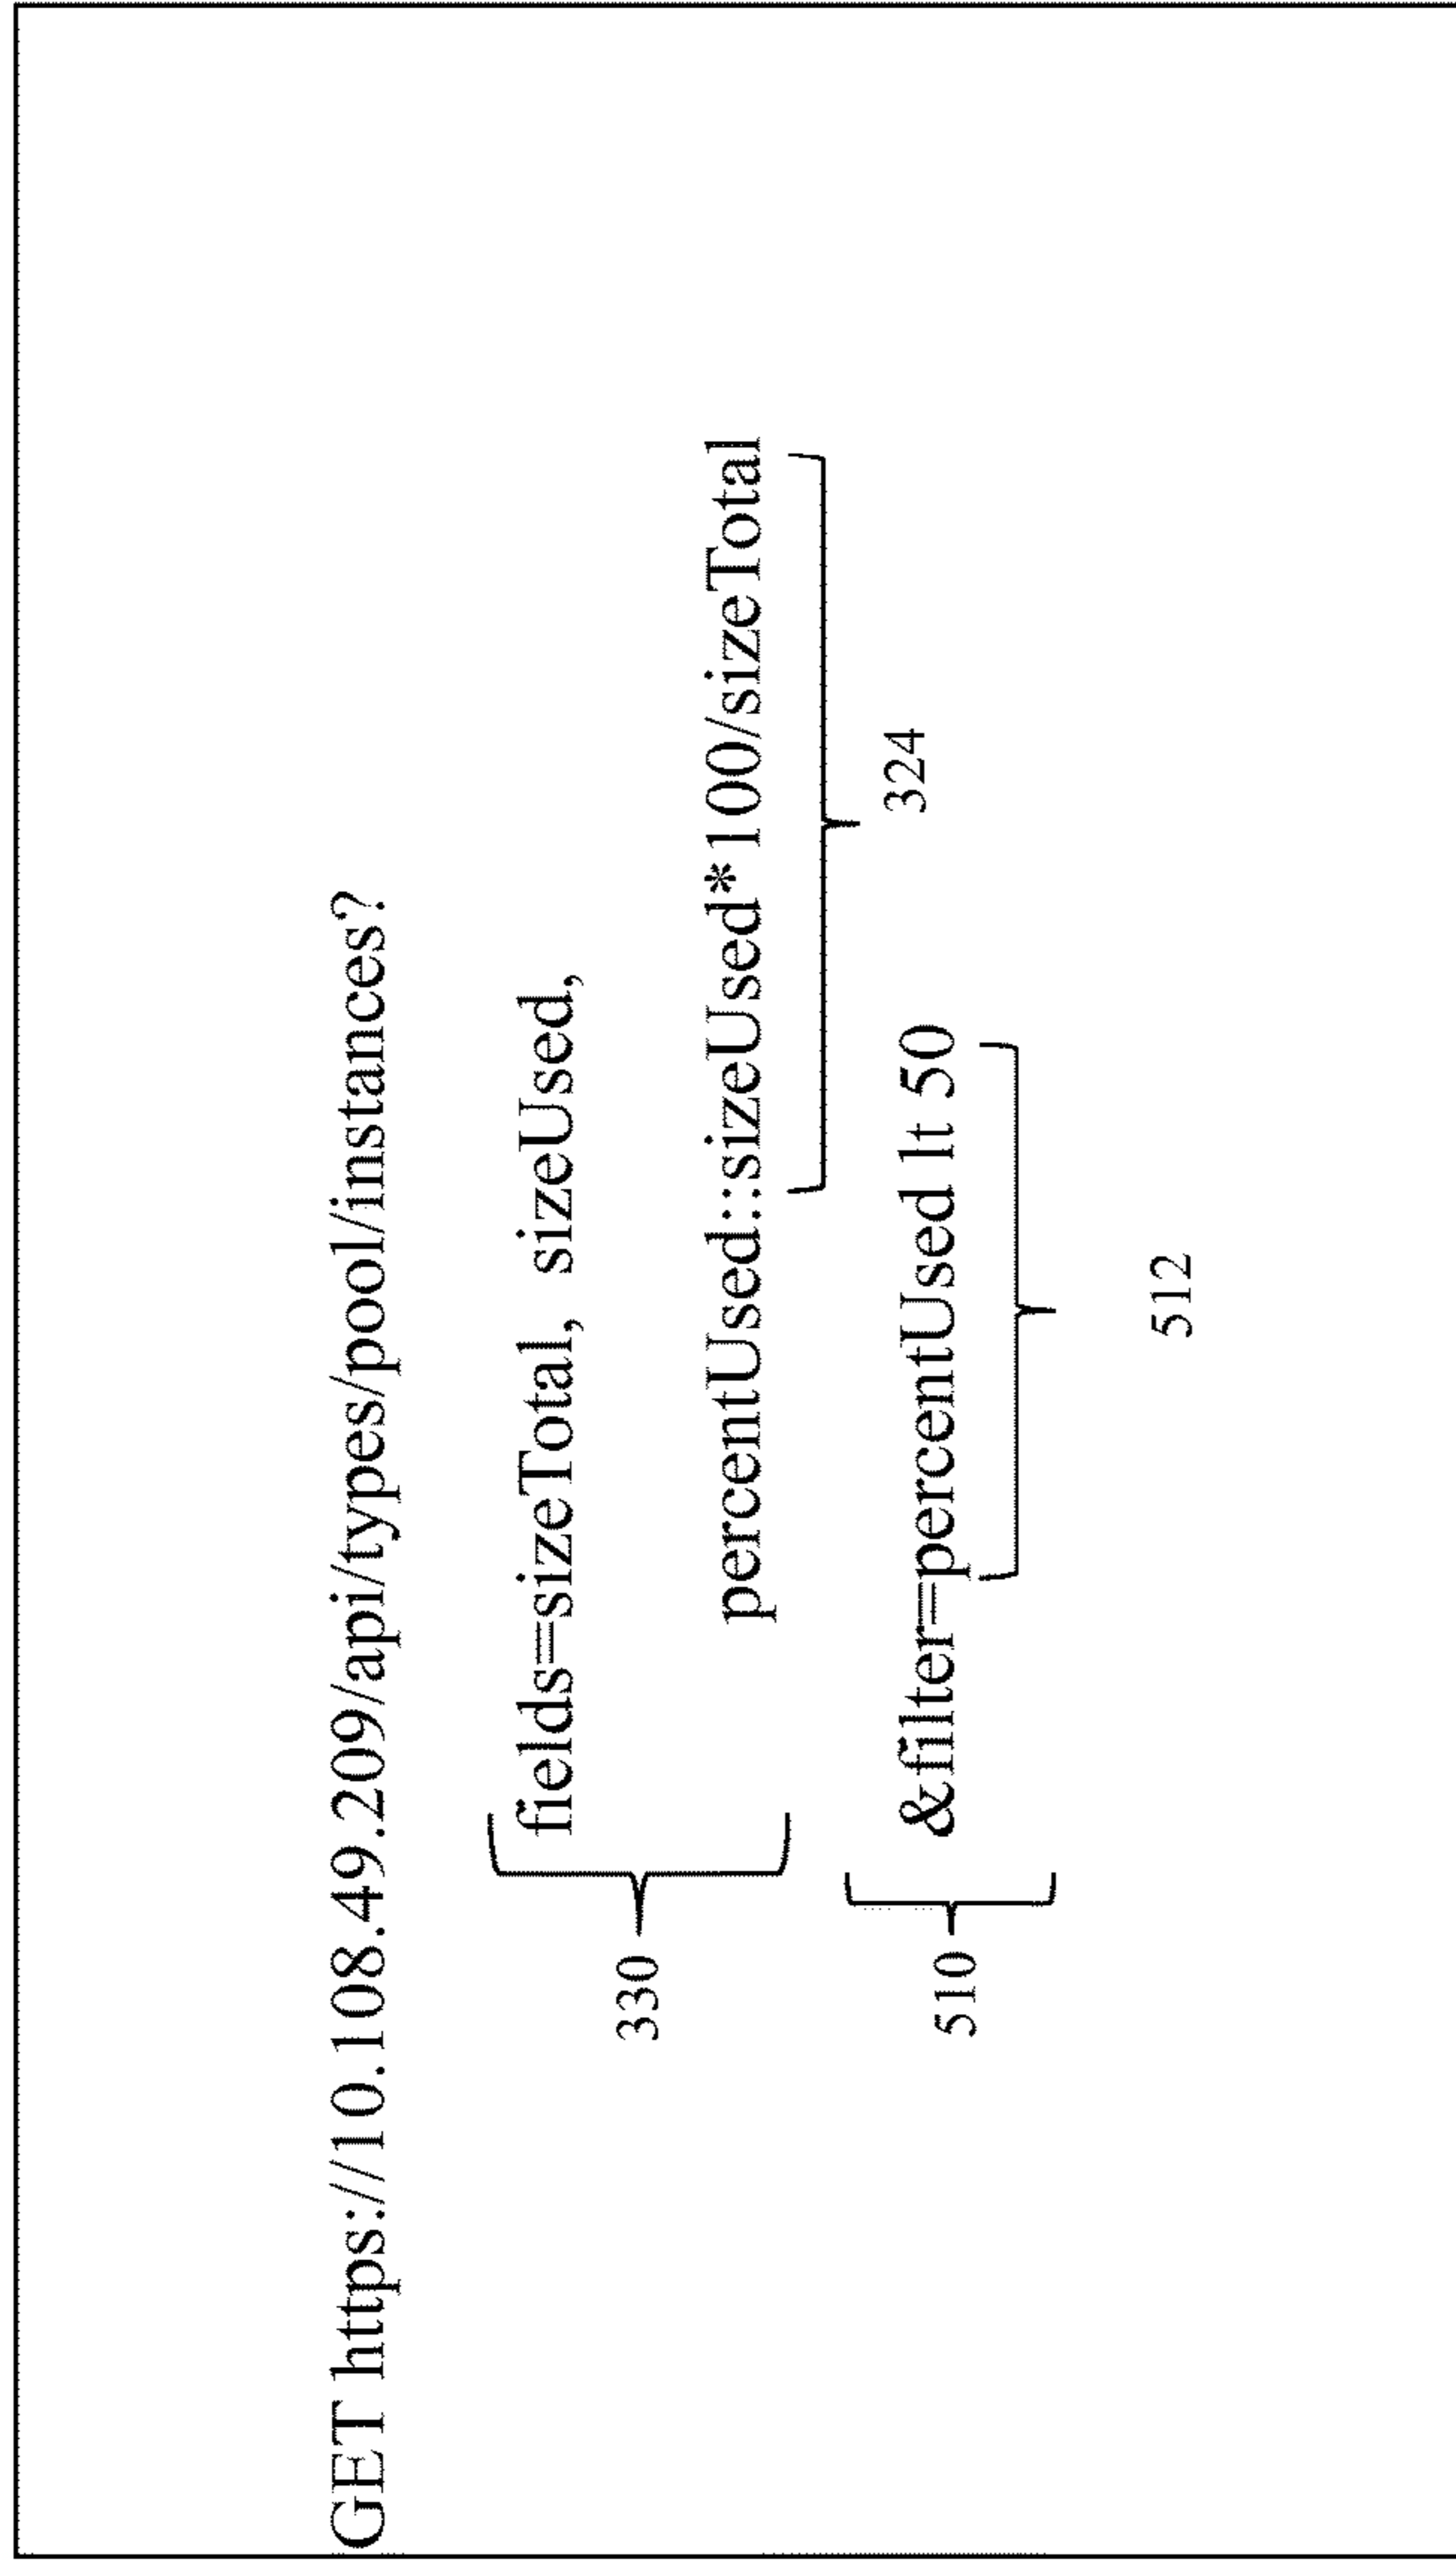 GET https://10.108.49.209/api/types/pool/instances?
fields=sizeTotal, sizeUsed,
330
percentUsed::sizeUsed*100/sizeTotal
324
&filter=percentUsed lt 50
510
512